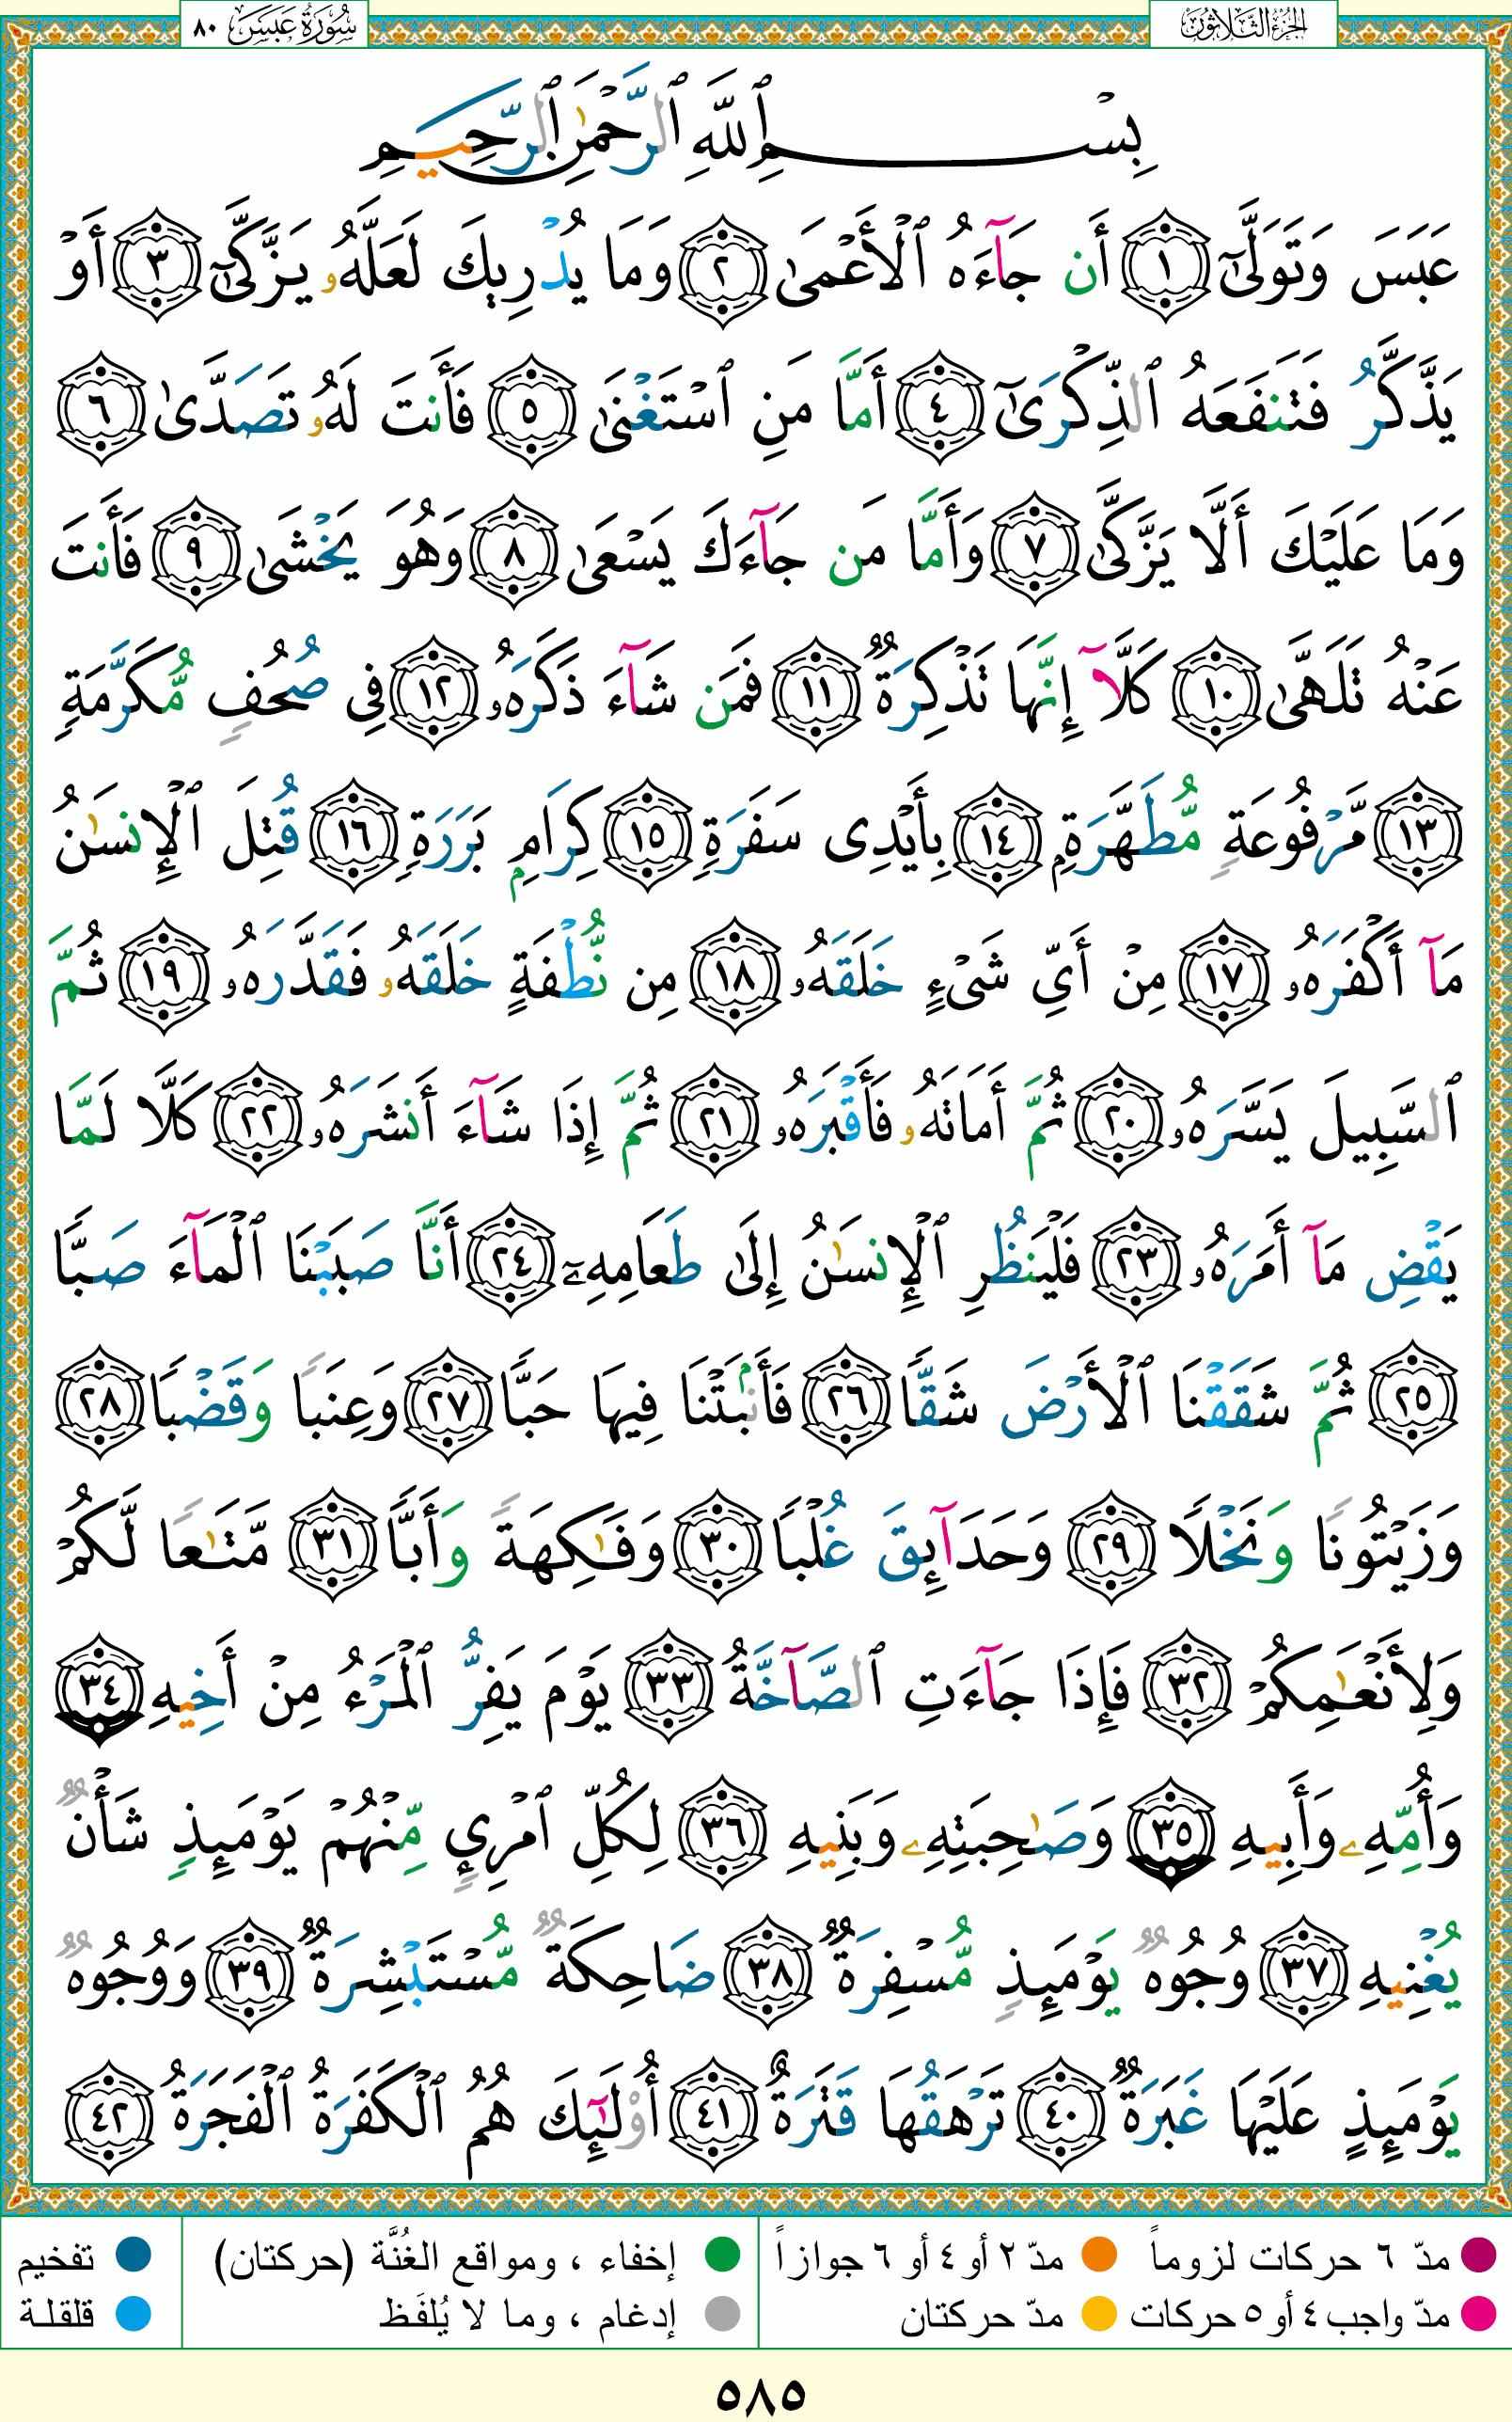 الجزء الثلاثون
سُورَةُ عَبَسَ ٨٠
بِسْمِ ٱللَّهِ ٱلرَّحْمَٰنِ ٱلرَّحِيمِ
عَبَسَ وَتَوَلَّىٰٓ ١ أَن جَآءَهُ ٱلْأَعْمَىٰ ٢ وَمَا يُدْرِيكَ لَعَلَّهُۥ يَزَّكَّىٰٓ ٣ أَوْ
يَذَّكَّرُ فَتَنفَعَهُ ٱلذِّكْرَىٰٓ ٤ أَمَّا مَنِ ٱسْتَغْنَىٰ ٥ فَأَنتَ لَهُۥ تَصَدَّىٰ ٦
وَمَا عَلَيْكَ أَلَّا يَزَّكَّىٰ ٧ وَأَمَّا مَن جَآءَكَ يَسْعَىٰ ٨ وَهُوَ يَخْشَىٰ ٩ فَأَنتَ
عَنْهُ تَلَهَّىٰ ١٠ كَلَّآ إِنَّهَا تَذْكِرَةٌ ١١ فَمَن شَآءَ ذَكَرَهُۥ ١٢ فِى صُحُفٍ مُّكَرَّمَةٍ
١٣ مَّرْفُوعَةٍ مُّطَهَّرَةٍۭ ١٤ بِأَيْدِى سَفَرَةٍ ١٥ كِرَامٍۭ بَرَرَةٍ ١٦ قُتِلَ ٱلْإِنسَٰنُ
مَآ أَكْفَرَهُۥ ١٧ مِنْ أَىِّ شَىْءٍ خَلَقَهُۥ ١٨ مِن نُّطْفَةٍ خَلَقَهُۥ فَقَدَّرَهُۥ ١٩ ثُمَّ
ٱلسَّبِيلَ يَسَّرَهُۥ ٢٠ ثُمَّ أَمَاتَهُۥ فَأَقْبَرَهُۥ ٢١ ثُمَّ إِذَا شَآءَ أَنشَرَهُۥ ٢٢ كَلَّا لَمَّا
يَقْضِ مَآ أَمَرَهُۥ ٢٣ فَلْيَنظُرِ ٱلْإِنسَٰنُ إِلَىٰ طَعَامِهِۦٓ ٢٤ أَنَّا صَبَبْنَا ٱلْمَآءَ صَبًّا
٢٥ ثُمَّ شَقَقْنَا ٱلْأَرْضَ شَقًّا ٢٦ فَأَنۢبَتْنَا فِيهَا حَبًّا ٢٧ وَعِنَبًا وَقَضْبًا ٢٨
وَزَيْتُونًا وَنَخْلًا ٢٩ وَحَدَآئِقَ غُلْبًا ٣٠ وَفَٰكِهَةً وَأَبًّا ٣١ مَّتَٰعًا لَّكُمْ
وَلِأَنْعَٰمِكُمْ ٣٢ فَإِذَا جَآءَتِ ٱلصَّآخَّةُ ٣٣ يَوْمَ يَفِرُّ ٱلْمَرْءُ مِنْ أَخِيهِ ٣٤
وَأُمِّهِۦ وَأَبِيهِ ٣٥ وَصَٰحِبَتِهِۦ وَبَنِيهِ ٣٦ لِكُلِّ ٱمْرِئٍ مِّنْهُمْ يَوْمَئِذٍ شَأْنٌ
يُغْنِيهِ ٣٧ وُجُوهٌ يَوْمَئِذٍ مُّسْفِرَةٌ ٣٨ ضَاحِكَةٌ مُّسْتَبْشِرَةٌ ٣٩ وَوُجُوهٌ
يَوْمَئِذٍ عَلَيْهَا غَبَرَةٌ ٤٠ تَرْهَقُهَا قَتَرَةٌ ٤١ أُو۟لَٰٓئِكَ هُمُ ٱلْكَفَرَةُ ٱلْفَجَرَةُ ٤٢
مدّ ٦ حركات لزوماً مدّ ٢ أو ٤ أو ٦ جوازاً إخفاء ، ومواقع الغُنَّة (حركتان) تفخيم
مدّ واجب ٤ أو ٥ حركات مدّ حركتان إدغام ، وما لا يُلفَظ قلقلة
٥٨٥